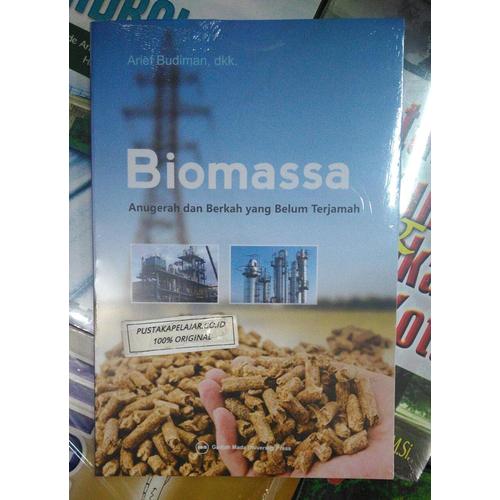 Arief Budiman, dkk.
Biomassa
Anugerah dan Berkah yang Belum Terjamah
PUSTAKAPELAJAR.CO.ID
100% ORIGINAL
Gadjah Mada University Press